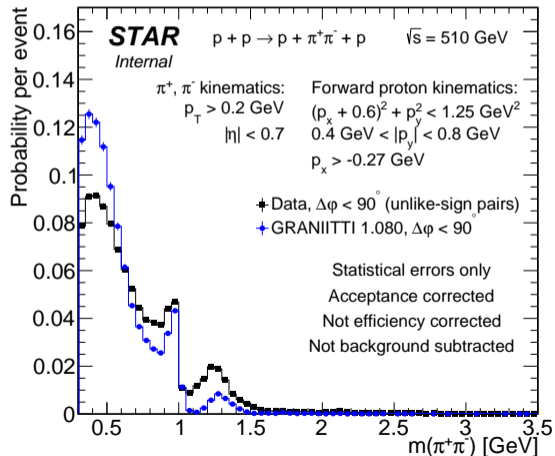 STAR
Internal
p + p → p + π⁺π⁻ + p √s = 510 GeV
π⁺, π⁻ kinematics:
p_T > 0.2 GeV
|η| < 0.7
Forward proton kinematics:
(p_x + 0.6)² + p_y² < 1.25 GeV²
0.4 GeV < |p_y| < 0.8 GeV
p_x > -0.27 GeV
Data, Δφ < 90° (unlike-sign pairs)
GRANIITTI 1.080, Δφ < 90°
Statistical errors only
Acceptance corrected
Not efficiency corrected
Not background subtracted
Probability per event
0.16
0.14
0.12
0.1
0.08
0.06
0.04
0.02
0
0.5 1 1.5 2 2.5 3 3.5
m(π⁺π⁻) [GeV]